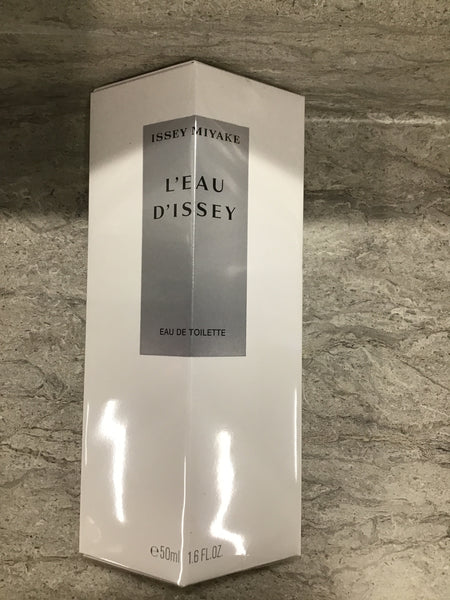 ISSEY MIYAKE
L'EAU
D'ISSEY
EAU DE TOILETTE
℮50ml 1.6 FL.OZ.